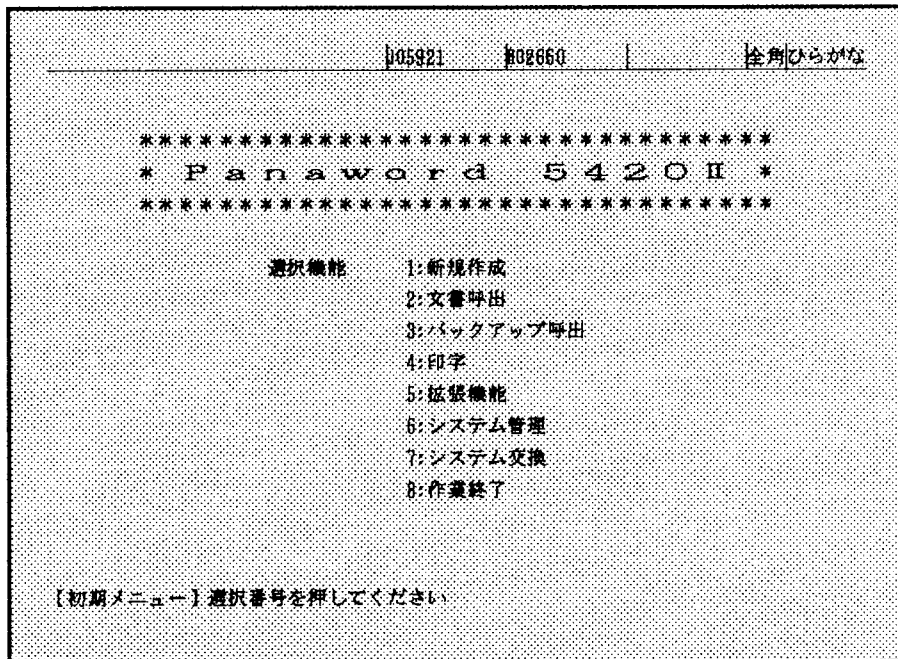 005921 802660 全角 ひらがな
********************************
* Panaword 5420Ⅱ *
********************************
選択機能 1:新規作成
2:文書呼出
3:バックアップ呼出
4:印字
5:拡張機能
6:システム管理
7:システム交換
8:作業終了
【初期メニュー】選択番号を押してください